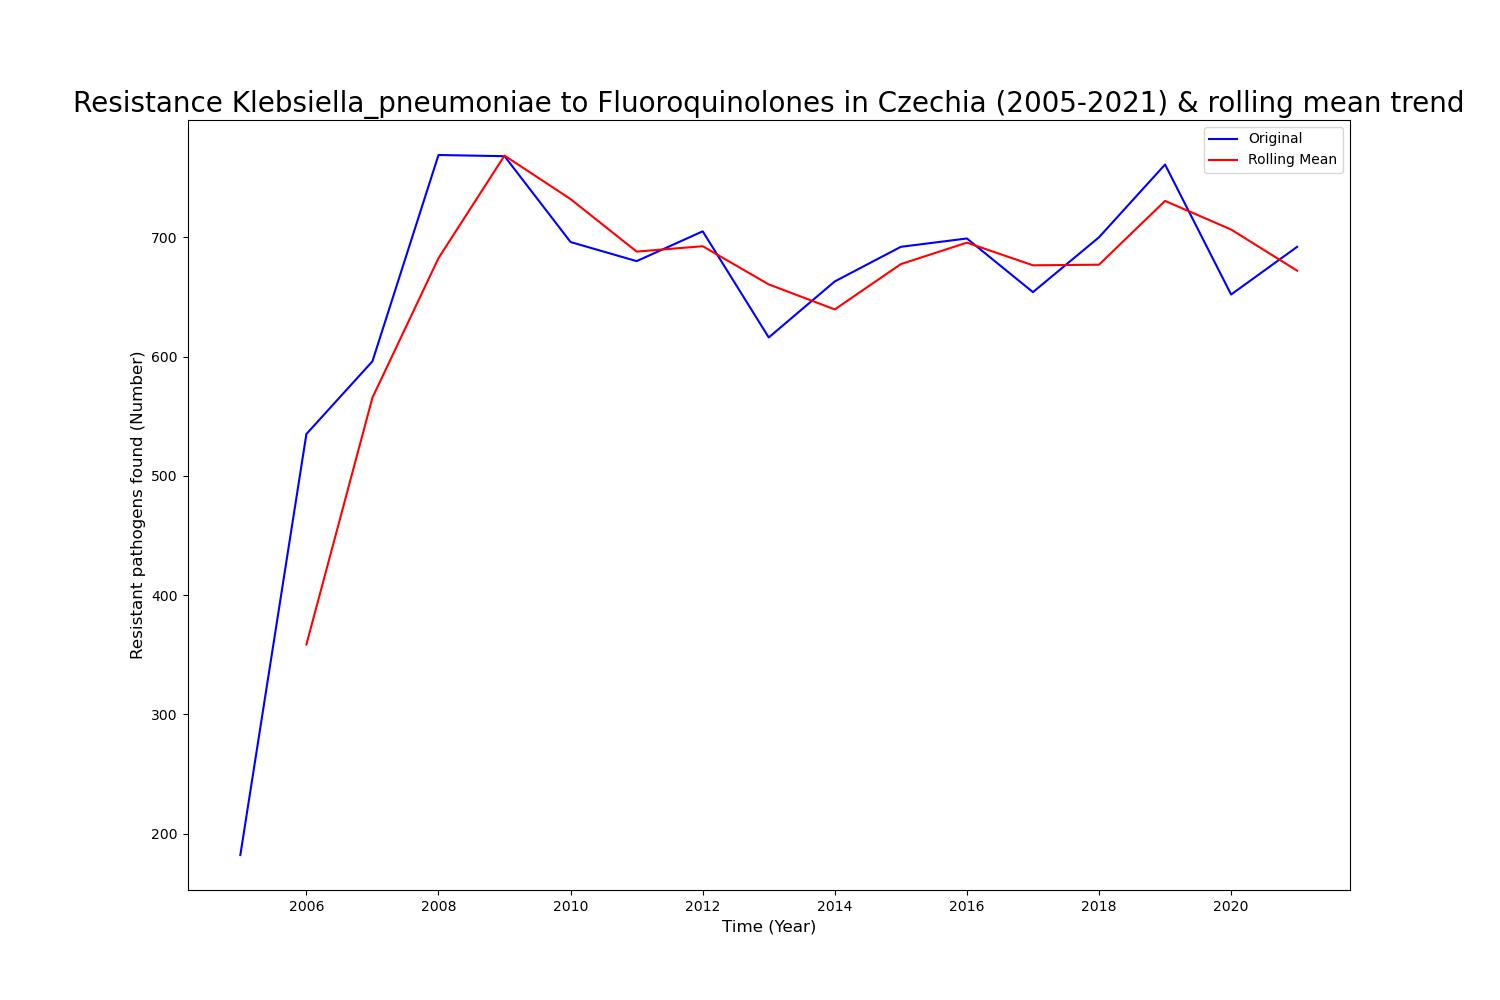 Resistance Klebsiella_pneumoniae to Fluoroquinolones in Czechia (2005-2021) & rolling mean trend
Original
Rolling Mean
700
600
500
400
300
200
Resistant pathogens found (Number)
2006 2008 2010 2012 2014 2016 2018 2020
Time (Year)